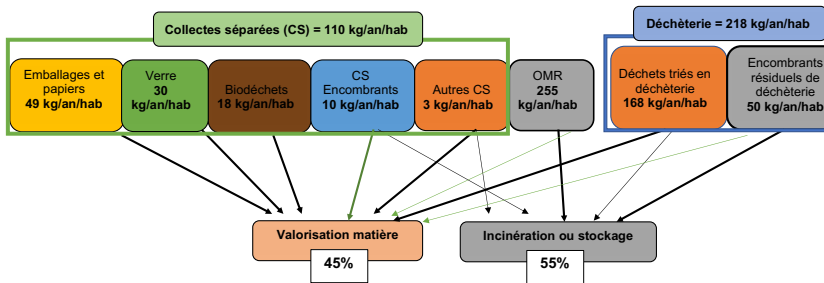 Collectes séparées (CS) = 110 kg/an/hab
Déchèterie = 218 kg/an/hab
Emballages et
papiers
49 kg/an/hab
Verre
30
kg/an/hab)
Biodéchets
18 kg/an/hab)
CS
Encombrants
10 kg/an/hab)
Autres CS
3 kg/an/hab)
OMR
255
kg/an/hab)
Déchets triés en
déchèterie
168 kg/an/hab)
Encombrants
résiduels de
déchèterie
50 kg/an/hab)
Valorisation matière
45%
Incinération ou stockage
55%